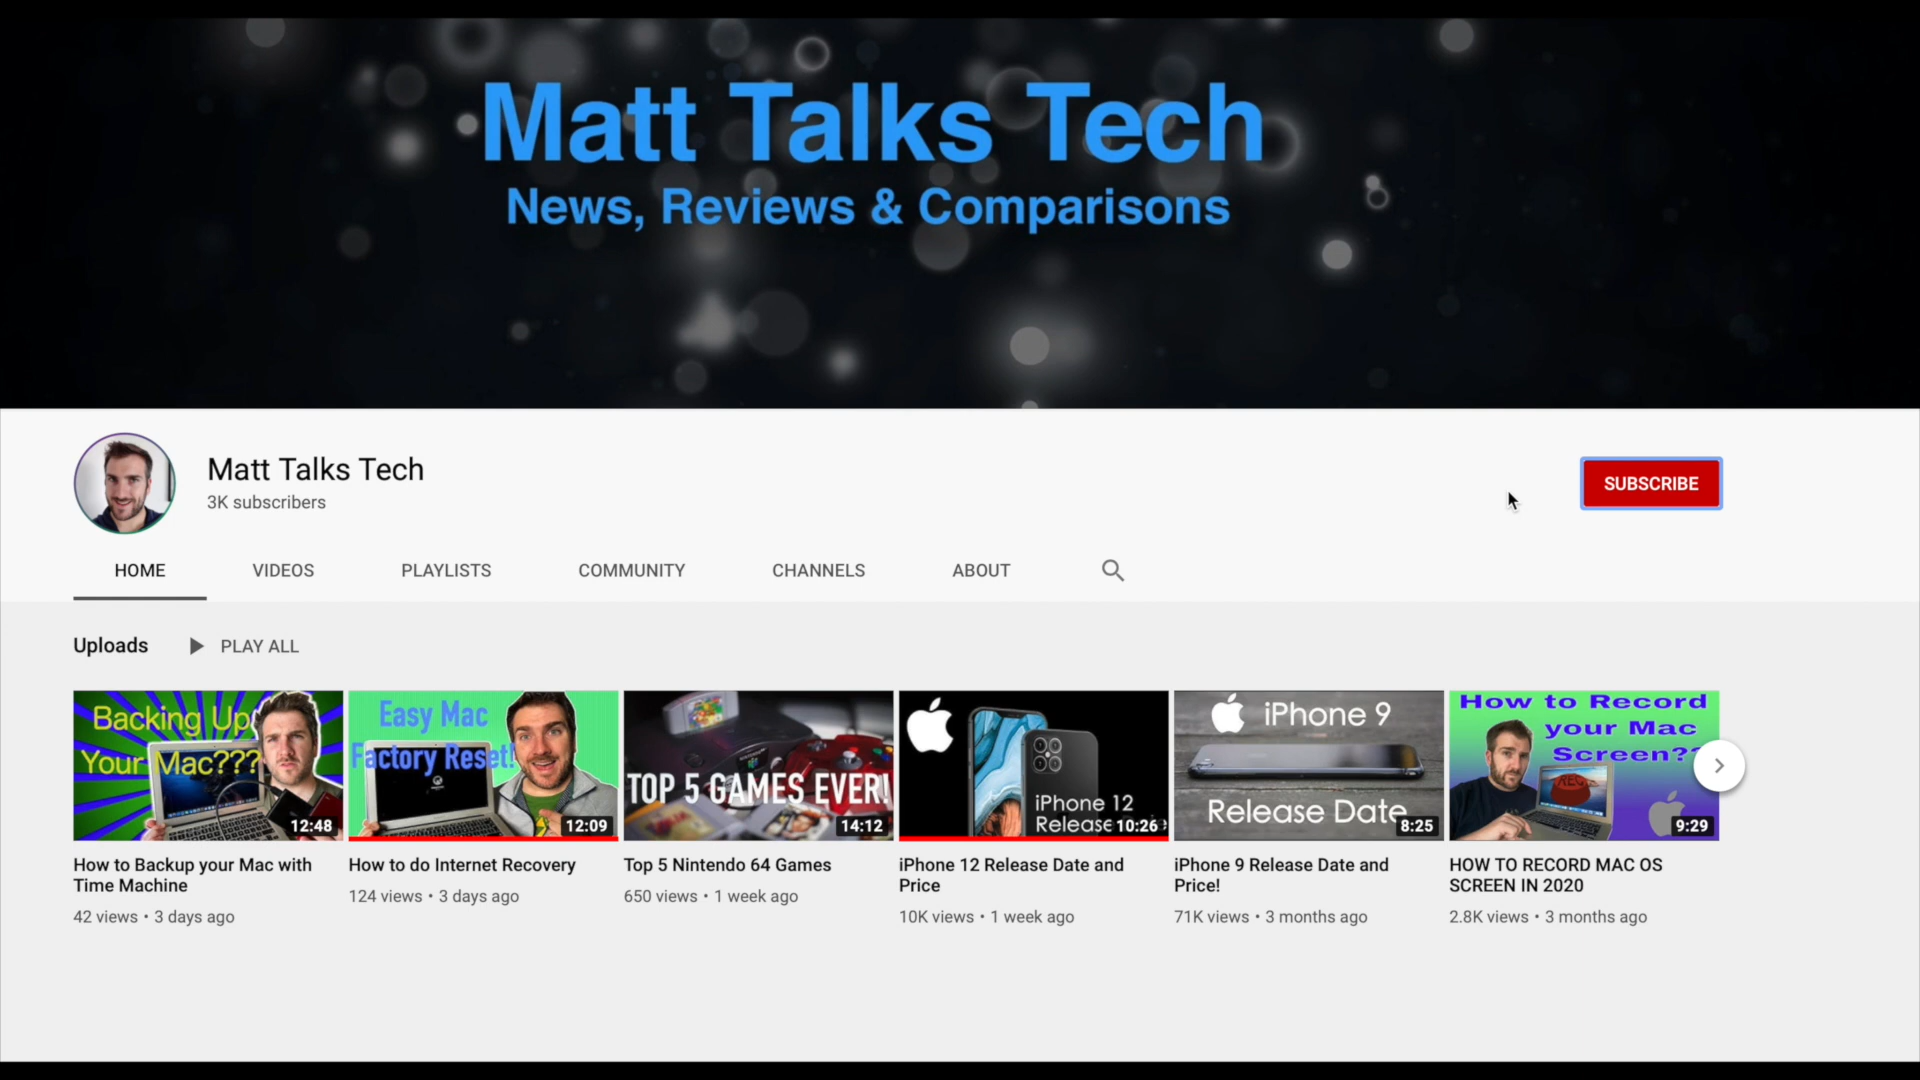 Matt Talks Tech
News, Reviews & Comparisons
Matt Talks Tech
3K subscribers
SUBSCRIBE
HOME VIDEOS PLAYLISTS COMMUNITY CHANNELS ABOUT
Uploads PLAY ALL
Backing Up
Your Mac???
12:48
Easy Mac
Factory Reset!
12:09
TOP 5 GAMES EVER!
14:12
iPhone 12
Release
10:26
iPhone 9
Release Date
8:25
How to Record
your Mac
Screen??
REC
9:29
How to Backup your Mac with
Time Machine
42 views • 3 days ago
How to do Internet Recovery
124 views • 3 days ago
Top 5 Nintendo 64 Games
650 views • 1 week ago
iPhone 12 Release Date and
Price
10K views • 1 week ago
iPhone 9 Release Date and
Price!
71K views • 3 months ago
HOW TO RECORD MAC OS
SCREEN IN 2020
2.8K views • 3 months ago